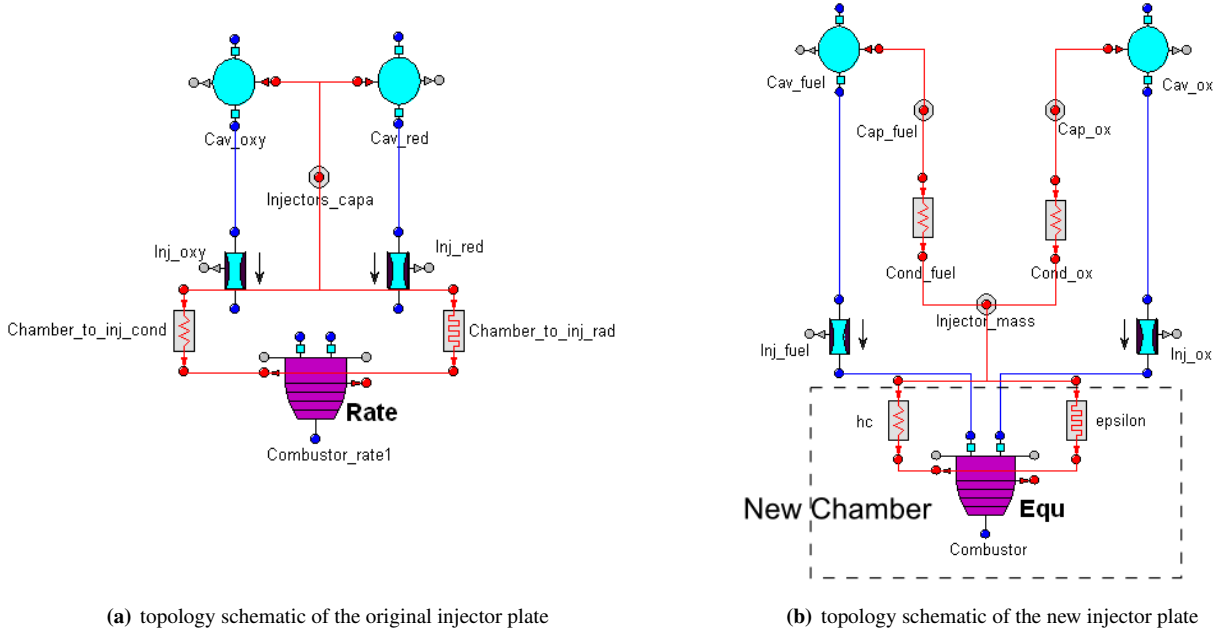 Cav_oxy
Cav_red
Injectors_capa
Inj_oxy
Inj_red
Chamber_to_inj_cond
Chamber_to_inj_rad
Rate
Combustor_rate1
(a) topology schematic of the original injector plate
Cav_fuel
Cav_ox
Cap_fuel
Cap_ox
Cond_fuel
Cond_ox
Injector_mass
Inj_fuel
Inj_ox
hc
epsilon
New Chamber
Equ
Combustor
(b) topology schematic of the new injector plate